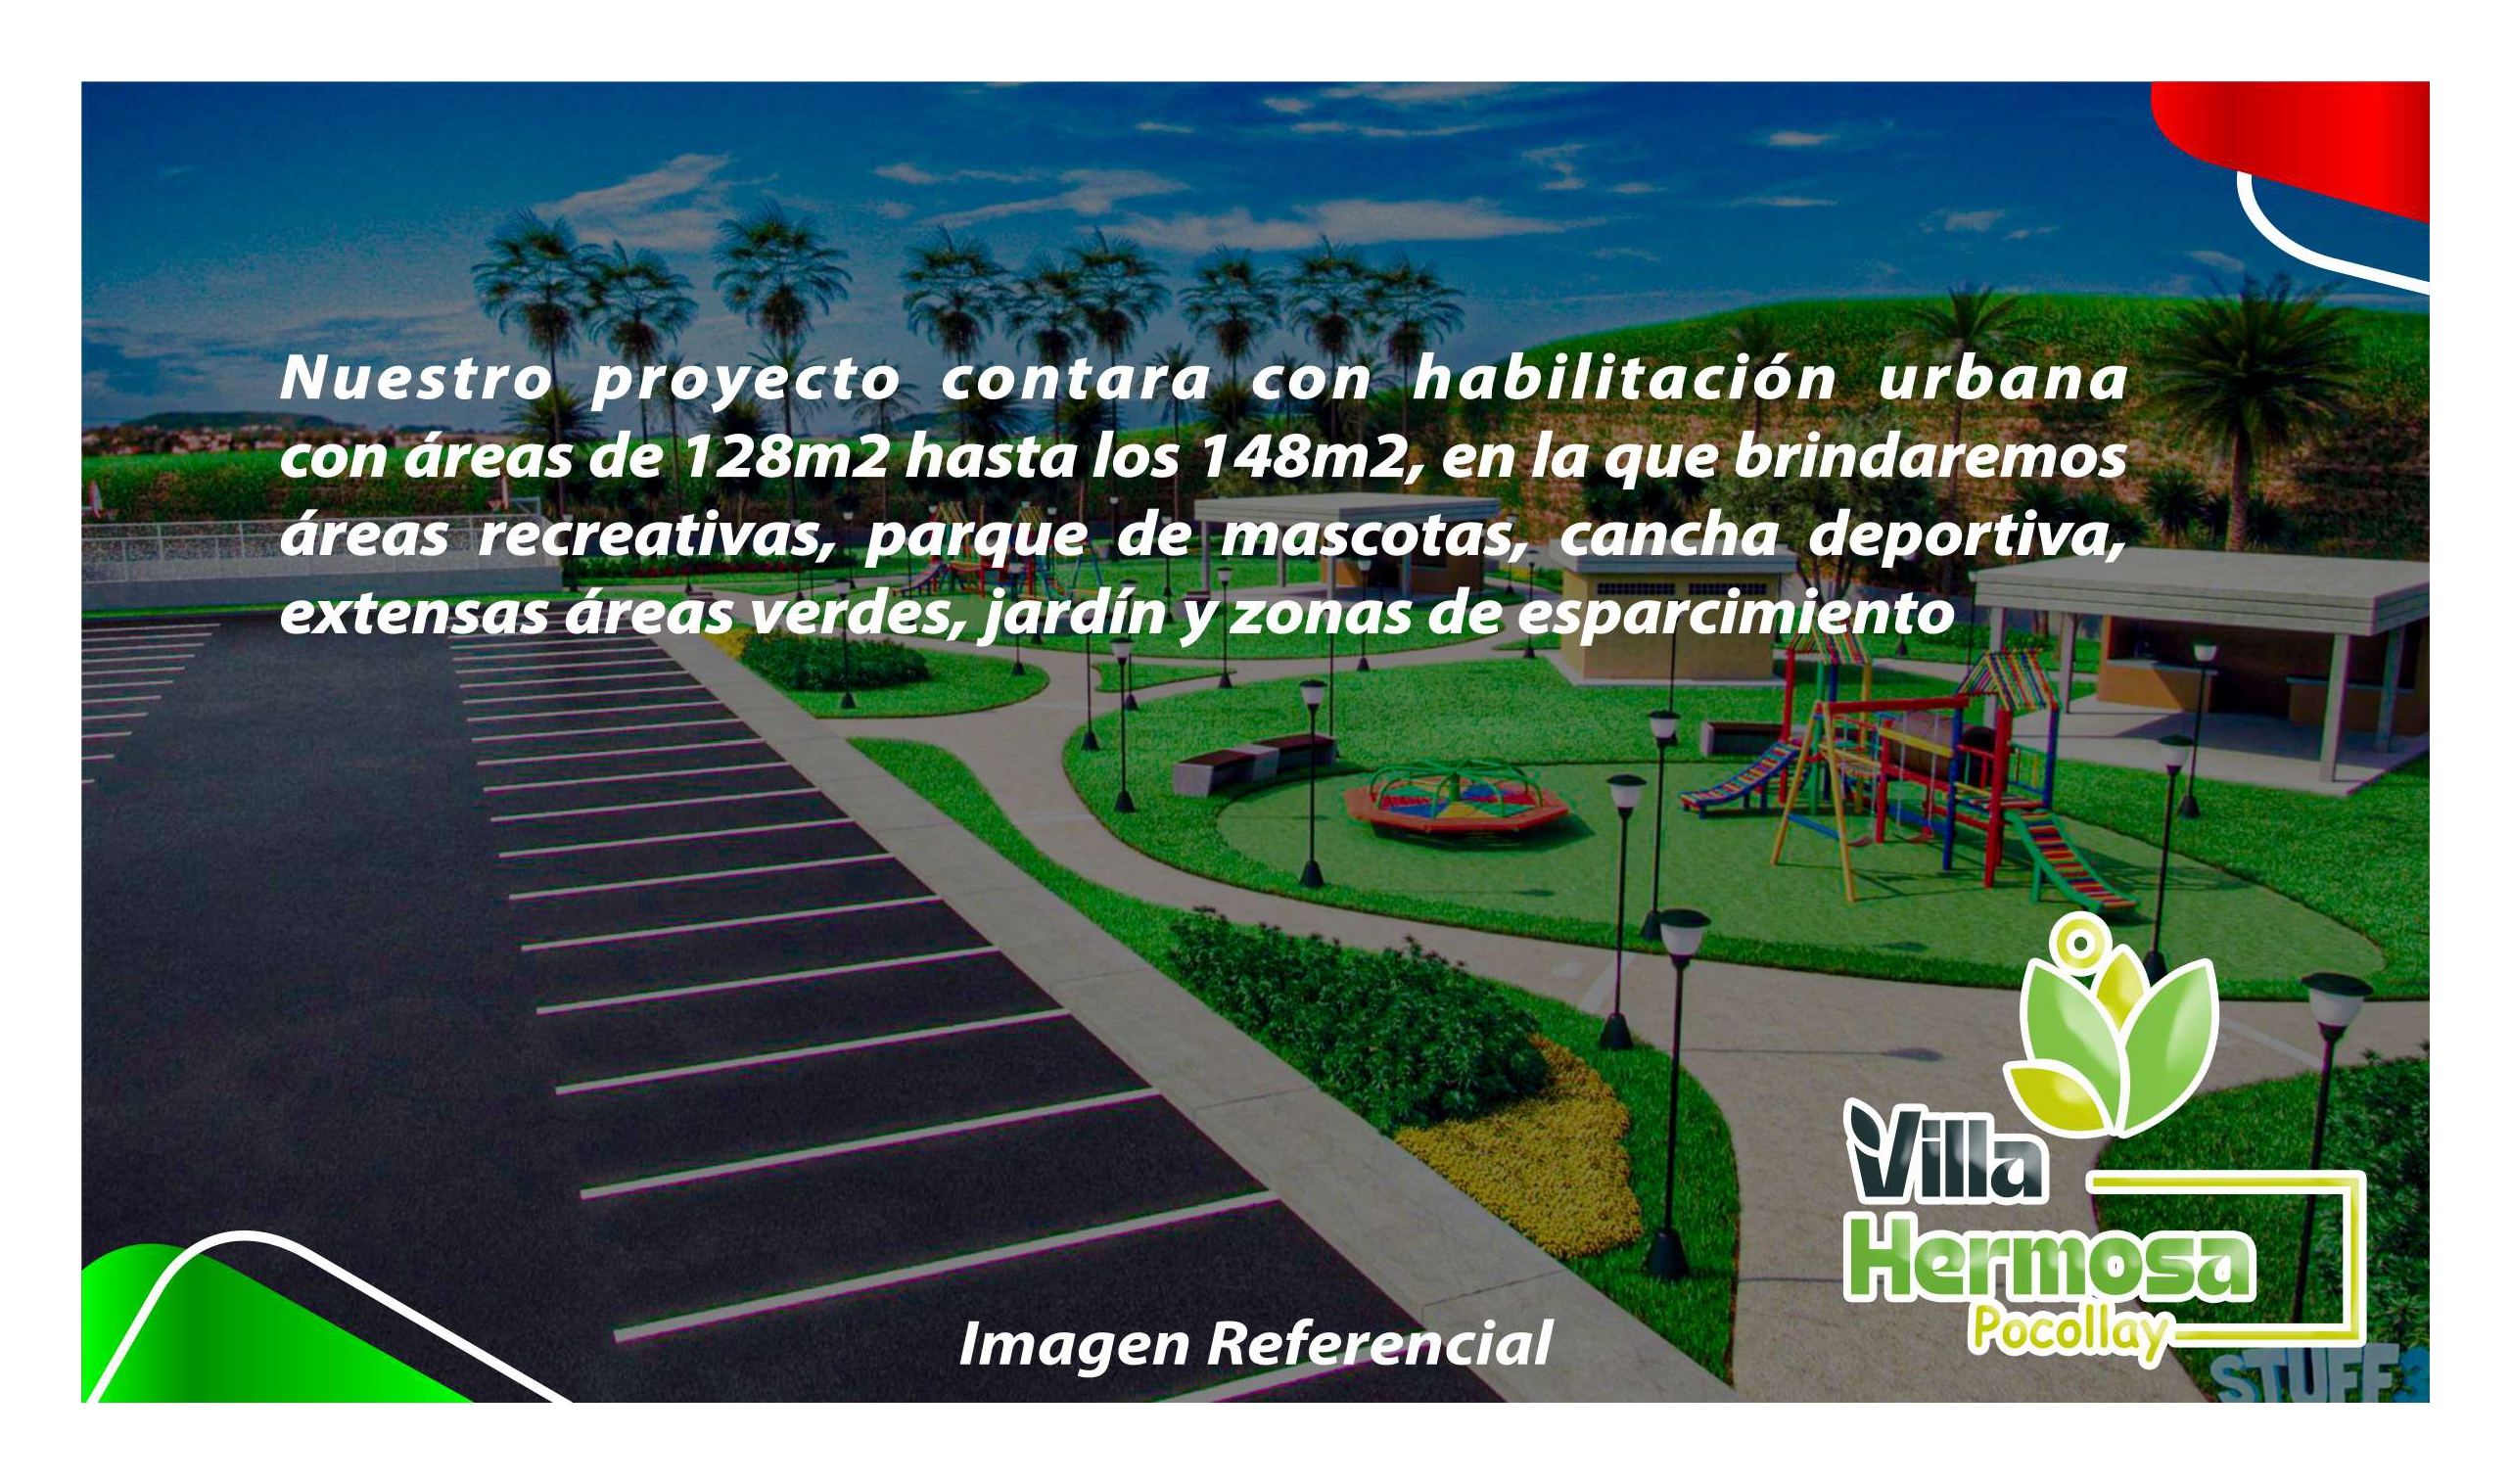 Nuestro proyecto contara con habilitación urbana
con áreas de 128m2 hasta los 148m2, en la que brindaremos
áreas recreativas, parque de mascotas, cancha deportiva,
extensas áreas verdes, jardín y zonas de esparcimiento
Villa
Hermosa
Pocollay
Imagen Referencial
STUFF3